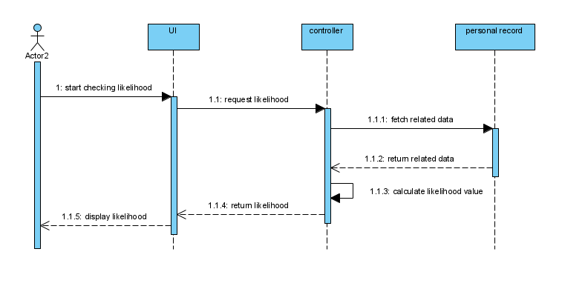 UI
controller
personal record
Actor2
1: start checking likelihood
1.1: request likelihood
1.1.1: fetch related data
1.1.2: return related data
1.1.3: calculate likelihood value
1.1.4: return likelihood
1.1.5: display likelihood